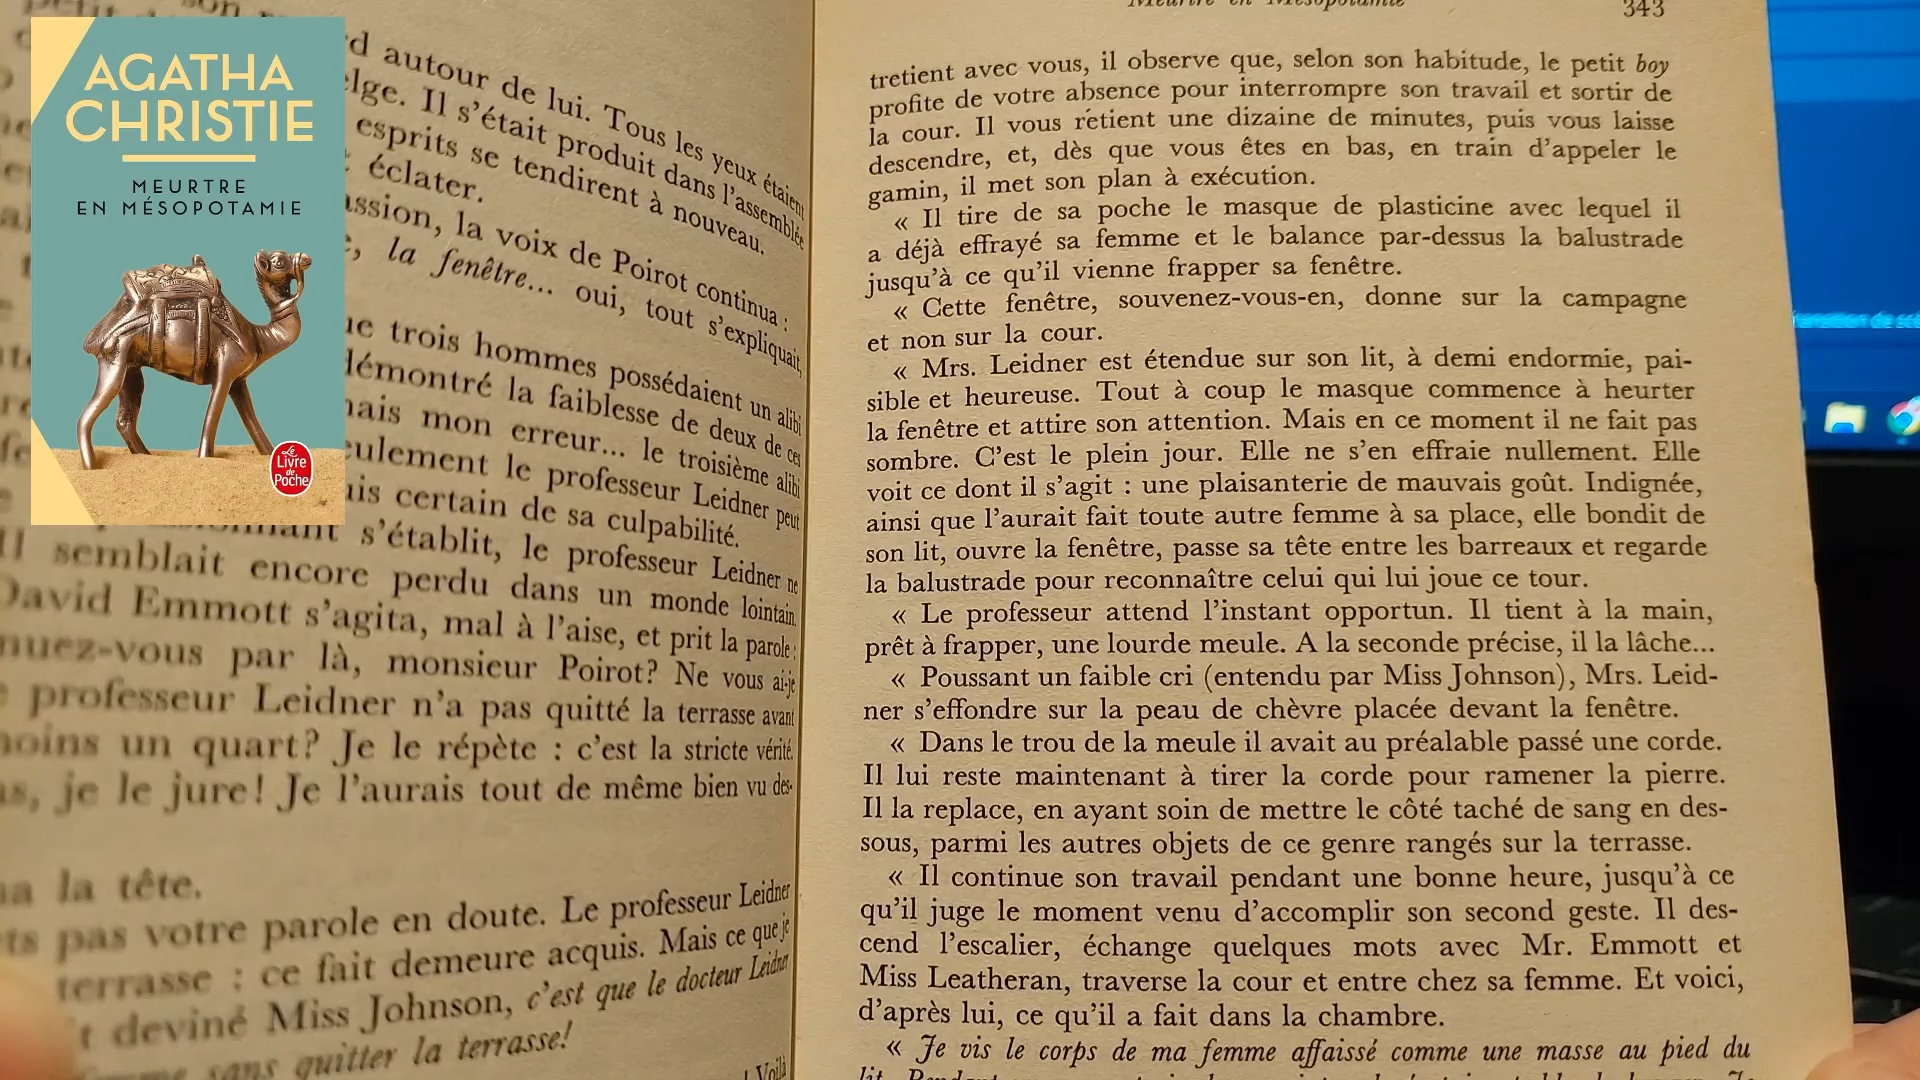 AGATHA
CHRISTIE
MEURTRE
EN MÉSOPOTAMIE
Le
Livre
de
Poche
d autour de lui. Tous les yeux étaient
elge. Il s'était produit dans l'assemblée
esprits se tendirent à nouveau.
éclater.
assion, la voix de Poirot continua :
la fenêtre... oui, tout s'expliquait,
ue trois hommes possédaient un alibi
démontré la faiblesse de deux de ces
mais mon erreur... le troisième alibi
eulement le professeur Leidner peut
uis certain de sa culpabilité.
s'établit, le professeur Leidner ne
Il semblait encore perdu dans un monde lointain.
David Emmott s'agita, mal à l'aise, et prit la parole :
nuez-vous par là, monsieur Poirot? Ne vous ai-je
professeur Leidner n'a pas quitté la terrasse avant
moins un quart? Je le répète : c'est la stricte vérité.
as, je le jure! Je l'aurais tout de même bien vu des-
la tête.
ts pas votre parole en doute. Le professeur Leidner
terrasse : ce fait demeure acquis. Mais ce que je
t deviné Miss Johnson, c'est que le docteur Leidner
sans quitter la terrasse!
! Voilà
Meurtre en Mésopotamie 343
tretient avec vous, il observe que, selon son habitude, le petit boy
profite de votre absence pour interrompre son travail et sortir de
la cour. Il vous retient une dizaine de minutes, puis vous laisse
descendre, et, dès que vous êtes en bas, en train d'appeler le
gamin, il met son plan à exécution.
« Il tire de sa poche le masque de plasticine avec lequel il
a déjà effrayé sa femme et le balance par-dessus la balustrade
jusqu'à ce qu'il vienne frapper sa fenêtre.
« Cette fenêtre, souvenez-vous-en, donne sur la campagne
et non sur la cour.
« Mrs. Leidner est étendue sur son lit, à demi endormie, pai-
sible et heureuse. Tout à coup le masque commence à heurter
la fenêtre et attire son attention. Mais en ce moment il ne fait pas
sombre. C'est le plein jour. Elle ne s'en effraie nullement. Elle
voit ce dont il s'agit : une plaisanterie de mauvais goût. Indignée,
ainsi que l'aurait fait toute autre femme à sa place, elle bondit de
son lit, ouvre la fenêtre, passe sa tête entre les barreaux et regarde
la balustrade pour reconnaître celui qui lui joue ce tour.
« Le professeur attend l'instant opportun. Il tient à la main,
prêt à frapper, une lourde meule. A la seconde précise, il la lâche...
« Poussant un faible cri (entendu par Miss Johnson), Mrs. Leid-
ner s'effondre sur la peau de chèvre placée devant la fenêtre.
« Dans le trou de la meule il avait au préalable passé une corde.
Il lui reste maintenant à tirer la corde pour ramener la pierre.
Il la replace, en ayant soin de mettre le côté taché de sang en des-
sous, parmi les autres objets de ce genre rangés sur la terrasse.
« Il continue son travail pendant une bonne heure, jusqu'à ce
qu'il juge le moment venu d'accomplir son second geste. Il des-
cend l'escalier, échange quelques mots avec Mr. Emmott et
Miss Leatheran, traverse la cour et entre chez sa femme. Et voici,
d'après lui, ce qu'il a fait dans la chambre.
« Je vis le corps de ma femme affaissé comme une masse au pied du